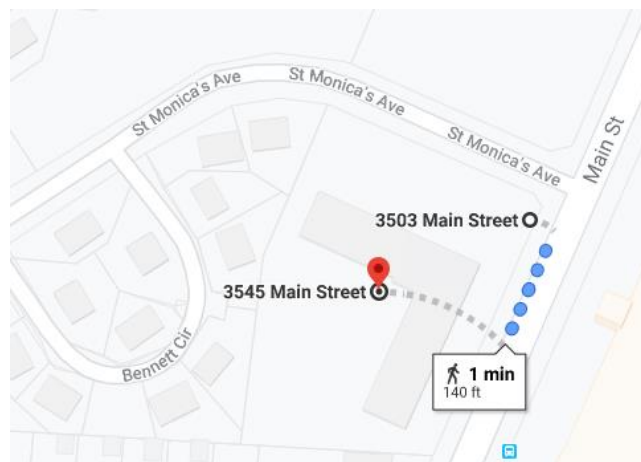 St Monica's Ave
St Monica's Ave
St Monica's Ave
Main St
3503 Main Street
3545 Main Street
Bennett Cir
1 min
140 ft